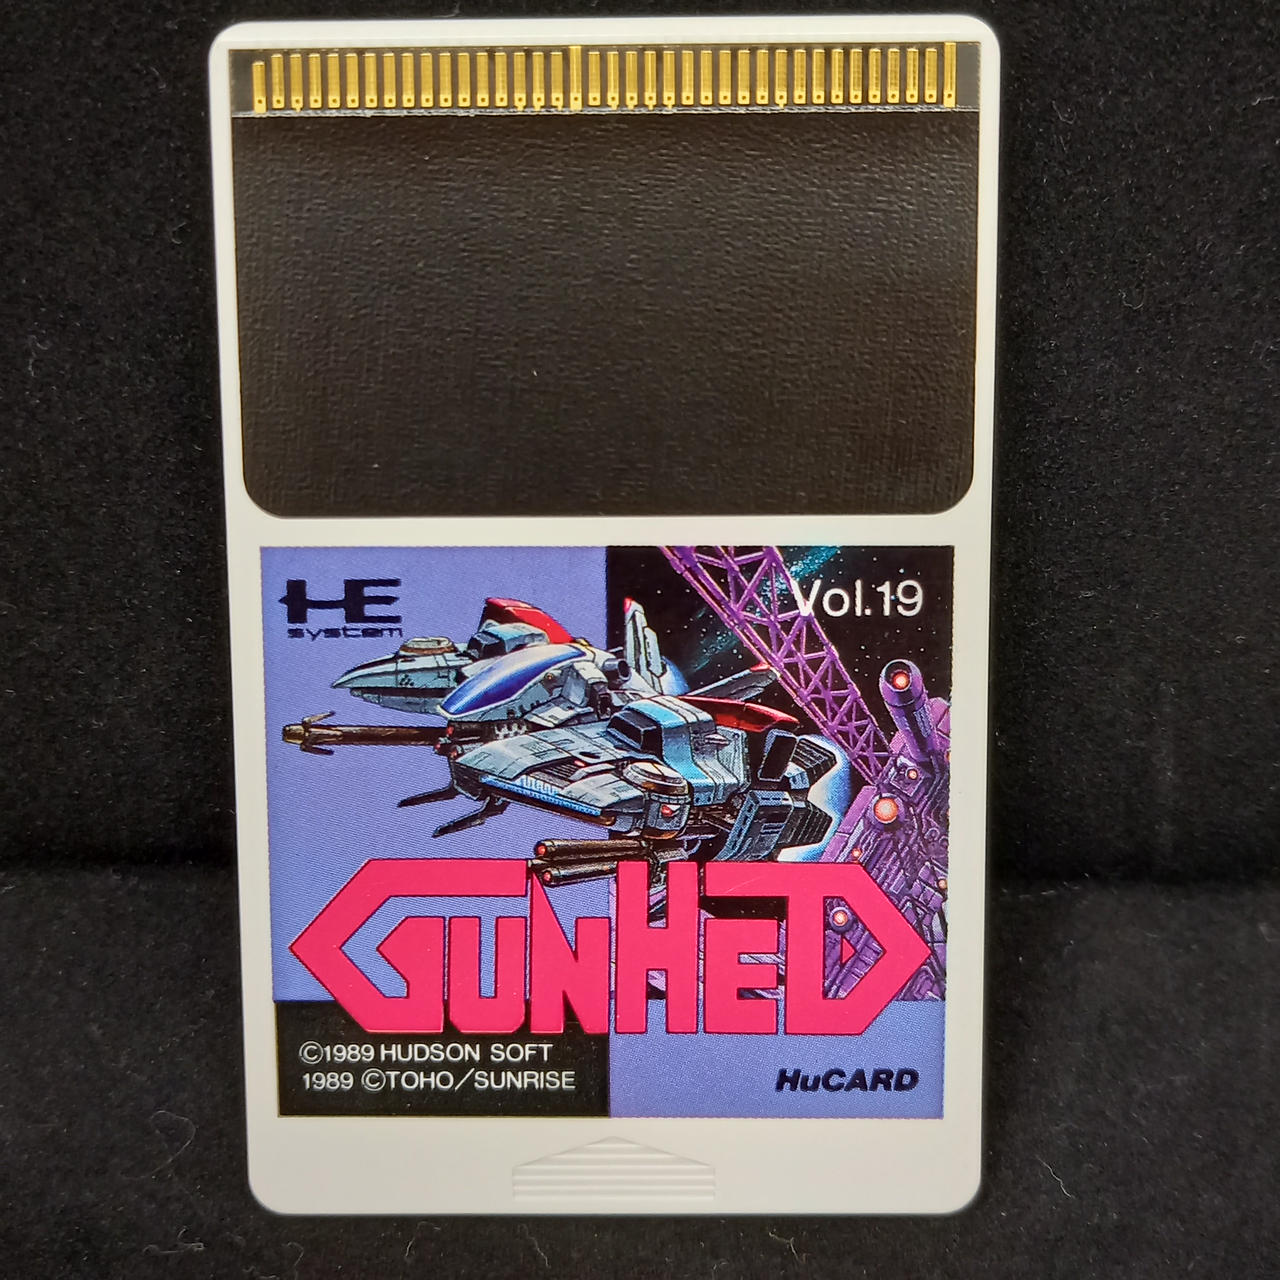 HE
system
Vol.19
GUNHED
©1989 HUDSON SOFT
1989 ©TOHO/SUNRISE
HuCARD